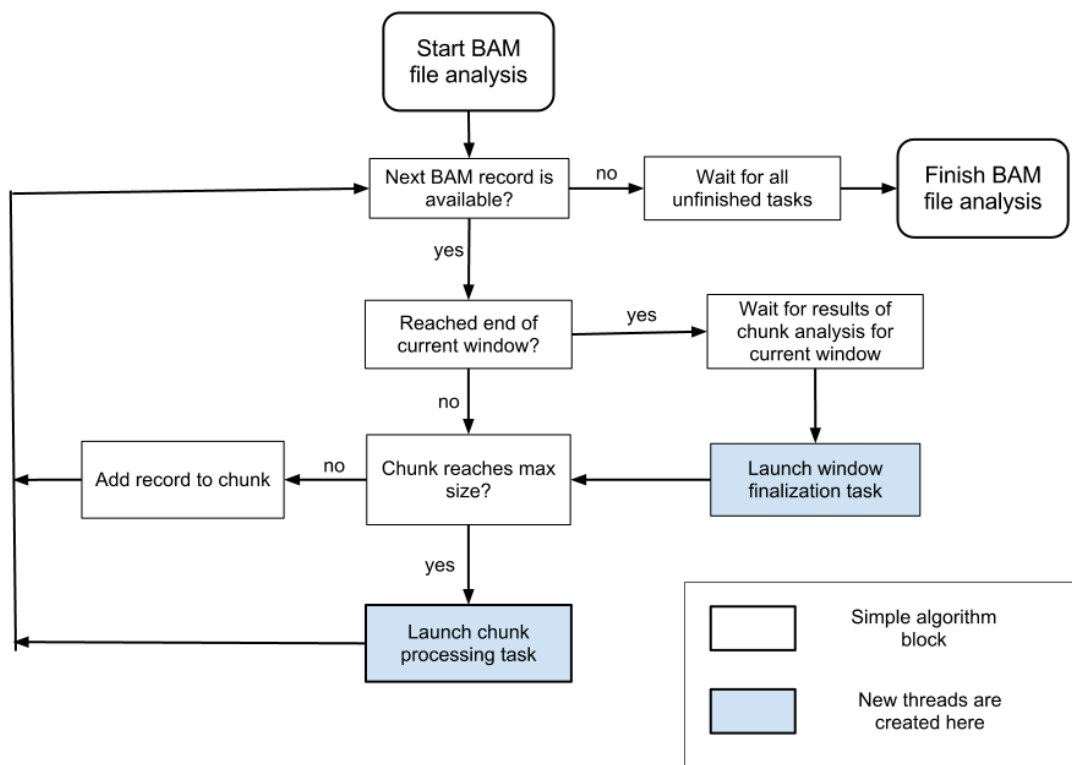 Start BAM
file analysis
Next BAM record is
available?
no
Wait for all
unfinished tasks
Finish BAM
file analysis
yes
Reached end of
current window?
yes
Wait for results of
chunk analysis for
current window
no
Add record to chunk
no
Chunk reaches max
size?
Launch window
finalization task
yes
Launch chunk
processing task
Simple algorithm
block
New threads are
created here